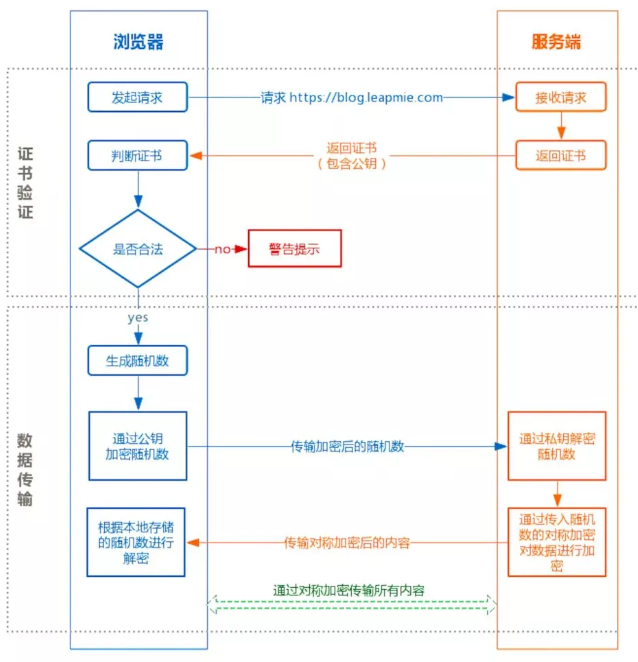 浏览器
服务端
证书验证
发起请求
请求 https://blog.leapmie.com
接收请求
判断证书
返回证书
（包含公钥）
返回证书
是否合法
no
警告提示
yes
数据传输
生成随机数
通过公钥
加密随机数
传输加密后的随机数
通过私钥解密
随机数
根据本地存储
的随机数进行
解密
传输对称加密后的内容
通过传入随机
数的对称加密
对数据进行加
密
通过对称加密传输所有内容